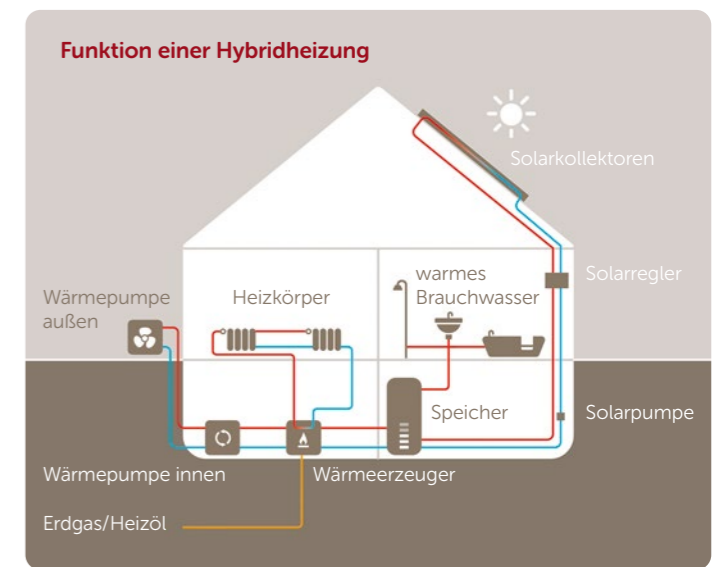 Funktion einer Hybridheizung
Solarkollektoren
Solarregler
warmes
Brauchwasser
Heizkörper
Wärmepumpe
außen
Speicher
Solarpumpe
Wärmepumpe innen
Wärmeerzeuger
Erdgas/Heizöl